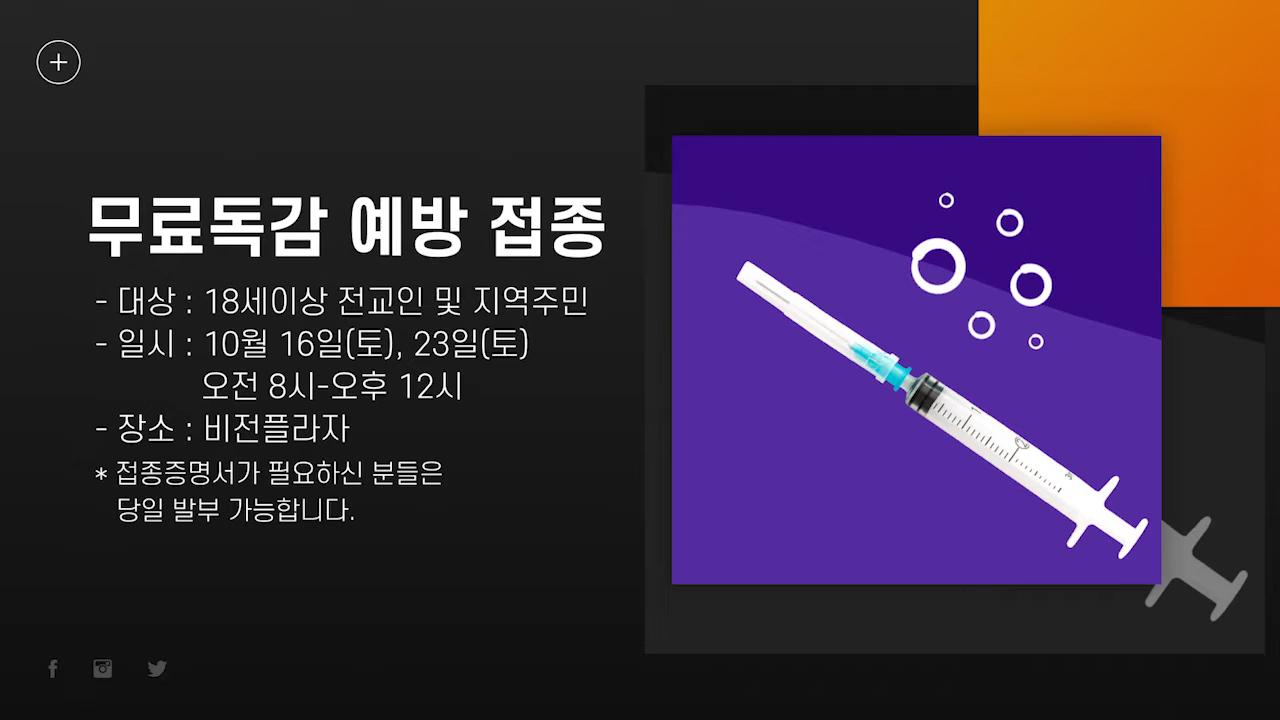 무료독감 예방 접종
- 대상 : 18세이상 전교인 및 지역주민
- 일시 : 10월 16일(토), 23일(토)
오전 8시-오후 12시
- 장소 : 비전플라자
* 접종증명서가 필요하신 분들은
당일 발부 가능합니다.